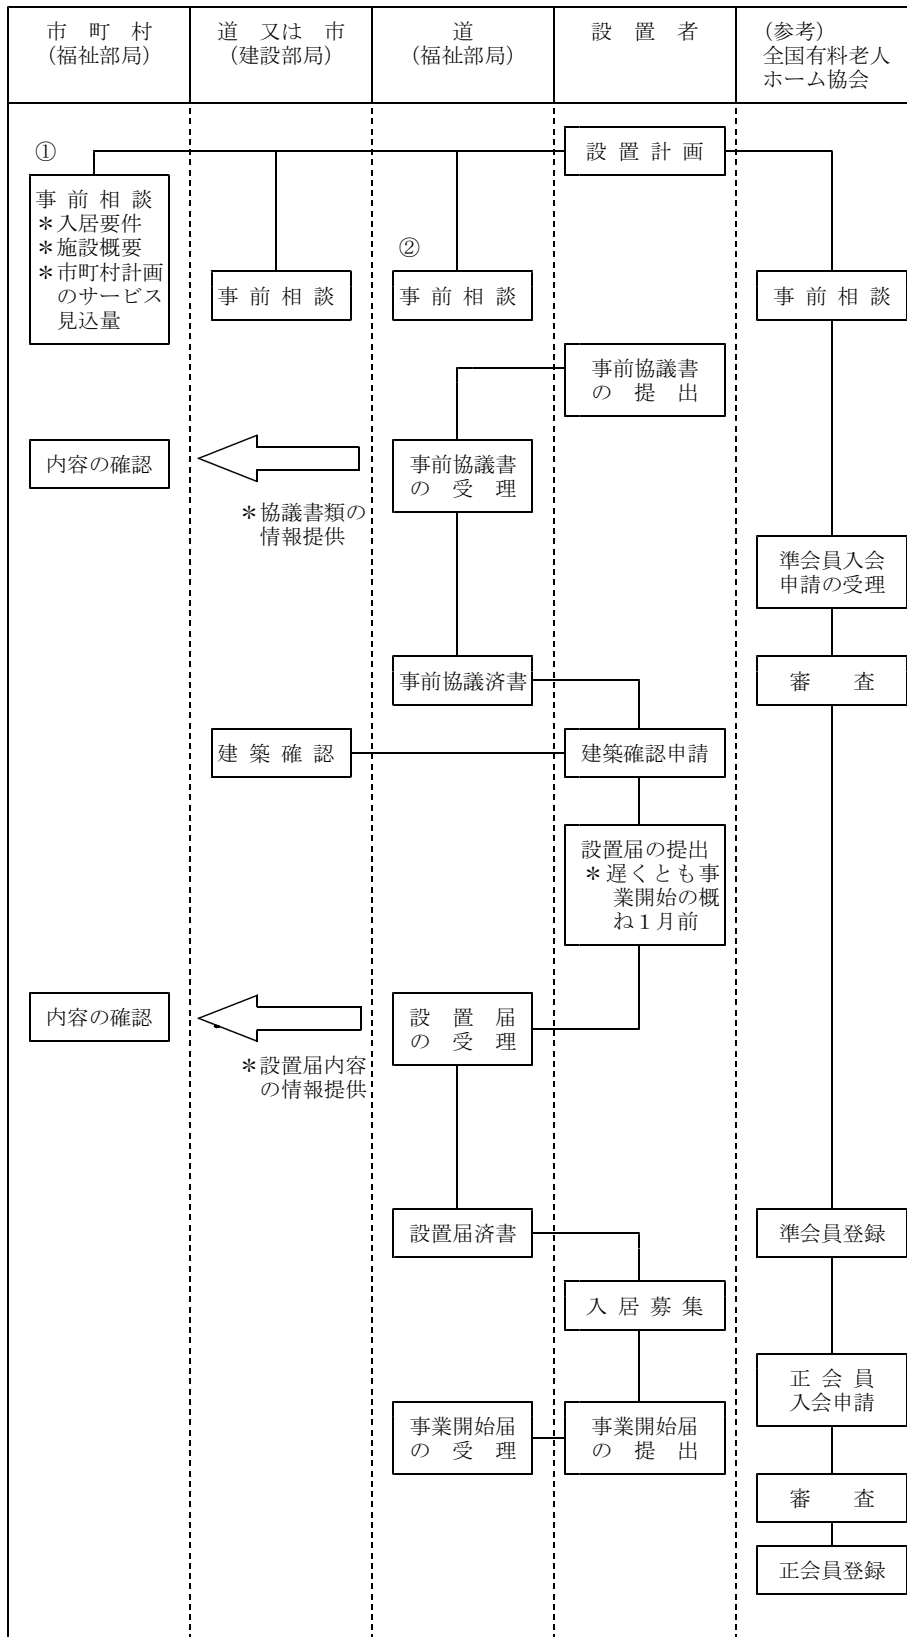 市 町 村
(福祉部局)
道 又は 市
(建設部局)
道
(福祉部局)
設 置 者
(参考)
全国有料老人
ホーム協会
設 置 計 画
①
事 前 相 談
＊入居要件
＊施設概要
＊市町村計画
のサービス
見込量
事 前 相 談
②
事 前 相 談
事 前 相 談
事前協議書
の 提 出
内容の確認
事前協議書
の 受 理
＊協議書類の
情報提供
準会員入会
申請の受理
事前協議済書
審 査
建 築 確 認
建築確認申請
設置届の提出
＊遅くとも事
業開始の概
ね１月前
内容の確認
設 置 届
の 受 理
＊設置届内容
の情報提供
設置届済書
準会員登録
入 居 募 集
正 会 員
入会申請
事業開始届
の 受 理
事業開始届
の 提 出
審 査
正会員登録